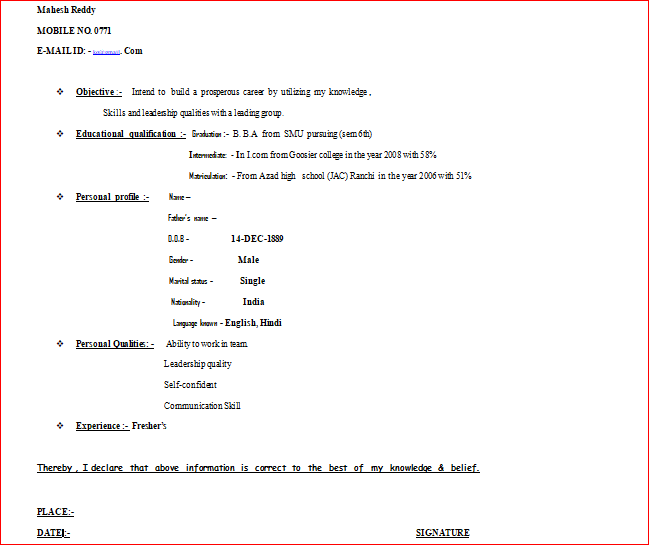 Mahesh Reddy
MOBILE NO. 0771
E-MAIL ID: - . Com
Objective :- Intend to build a prosperous career by utilizing my knowledge ,
Skills and leadership qualities with a leading group.
Educational qualification :- Graduation :- B. B.A from SMU pursuing (sem 6th)
Intermediate: - In I.com from Goosier college in the year 2008 with 58%
Matriculation: - From Azad high school (JAC) Ranchi in the year 2006 with 51%
Personal profile :- Name –
Father's name –
D.O.B - 14-DEC-1889
Gender - Male
Marital status - Single
Nationality - India
Language known - English, Hindi
Personal Qualities: - Ability to work in team.
Leadership quality
Self-confident
Communication Skill
Experience :- Fresher's
Thereby , I declare that above information is correct to the best of my knowledge & belief.
PLACE:-
DATE:- SIGNATURE